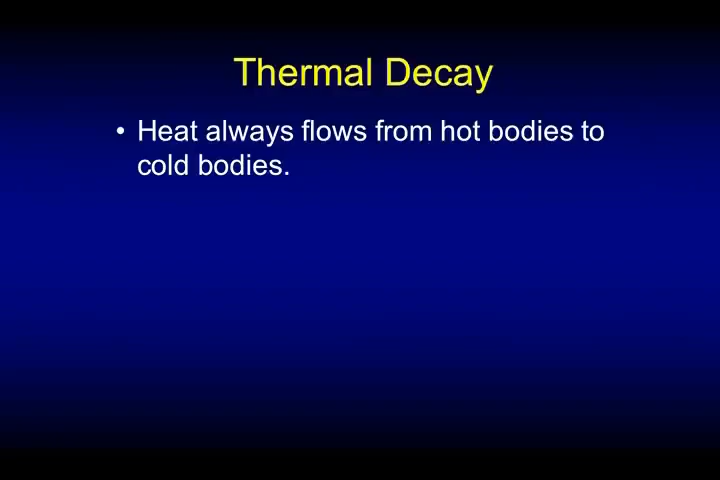 Thermal Decay
• Heat always flows from hot bodies to
cold bodies.